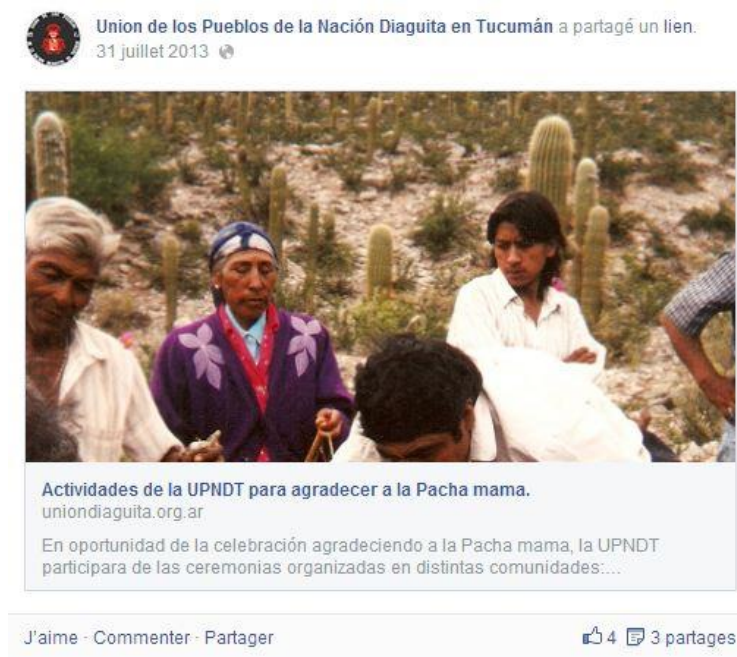 Union de los Pueblos de la Nación Diaguita en Tucumán a partagé un lien.
31 juillet 2013
Actividades de la UPNDT para agradecer a la Pacha mama.
uniondiaguita.org.ar
En oportunidad de la celebración agradeciendo a la Pacha mama, la UPNDT
participara de las ceremonias organizadas en distintas comunidades:...
J'aime · Commenter · Partager 4 3 partages